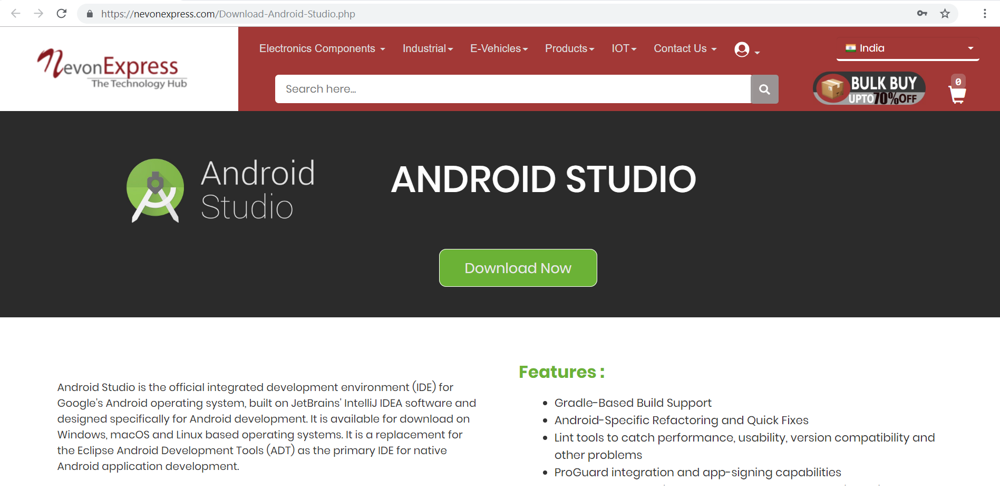 https://nevonexpress.com/Download-Android-Studio.php
NevonExpress
The Technology Hub
Electronics Components Industrial E-Vehicles Products IOT Contact Us
India
Search here...
BULK BUY
UPTO 70% OFF
0
Android
Studio
ANDROID STUDIO
Download Now
Features :
Android Studio is the official integrated development environment (IDE) for
Google's Android operating system, built on JetBrains' IntelliJ IDEA software and
designed specifically for Android development. It is available for download on
Windows, macOS and Linux based operating systems. It is a replacement for
the Eclipse Android Development Tools (ADT) as the primary IDE for native
Android application development.
Gradle-Based Build Support
Android-Specific Refactoring and Quick Fixes
Lint tools to catch performance, usability, version compatibility and
other problems
ProGuard integration and app-signing capabilities